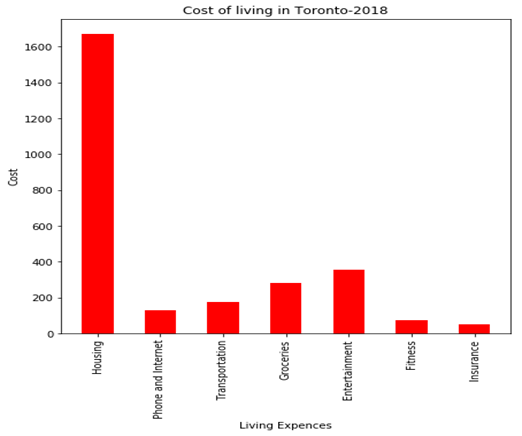 Cost of living in Toronto-2018
Cost
1600
1400
1200
1000
800
600
400
200
0
Housing
Phone and Internet
Transportation
Groceries
Entertainment
Fitness
Insurance
Living Expences